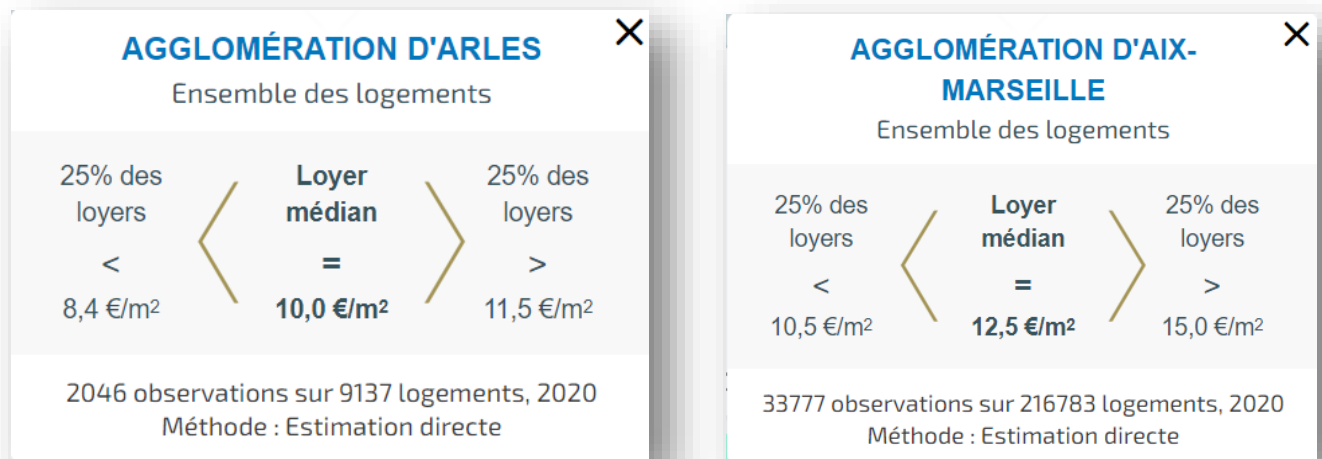 AGGLOMÉRATION D'ARLES
Ensemble des logements
25% des
loyers
<
8,4 €/m²
Loyer
médian
=
10,0 €/m²
25% des
loyers
>
11,5 €/m²
2046 observations sur 9137 logements, 2020
Méthode : Estimation directe
AGGLOMÉRATION D'AIX-
MARSEILLE
Ensemble des logements
25% des
loyers
<
10,5 €/m²
Loyer
médian
=
12,5 €/m²
25% des
loyers
>
15,0 €/m²
33777 observations sur 216783 logements, 2020
Méthode : Estimation directe